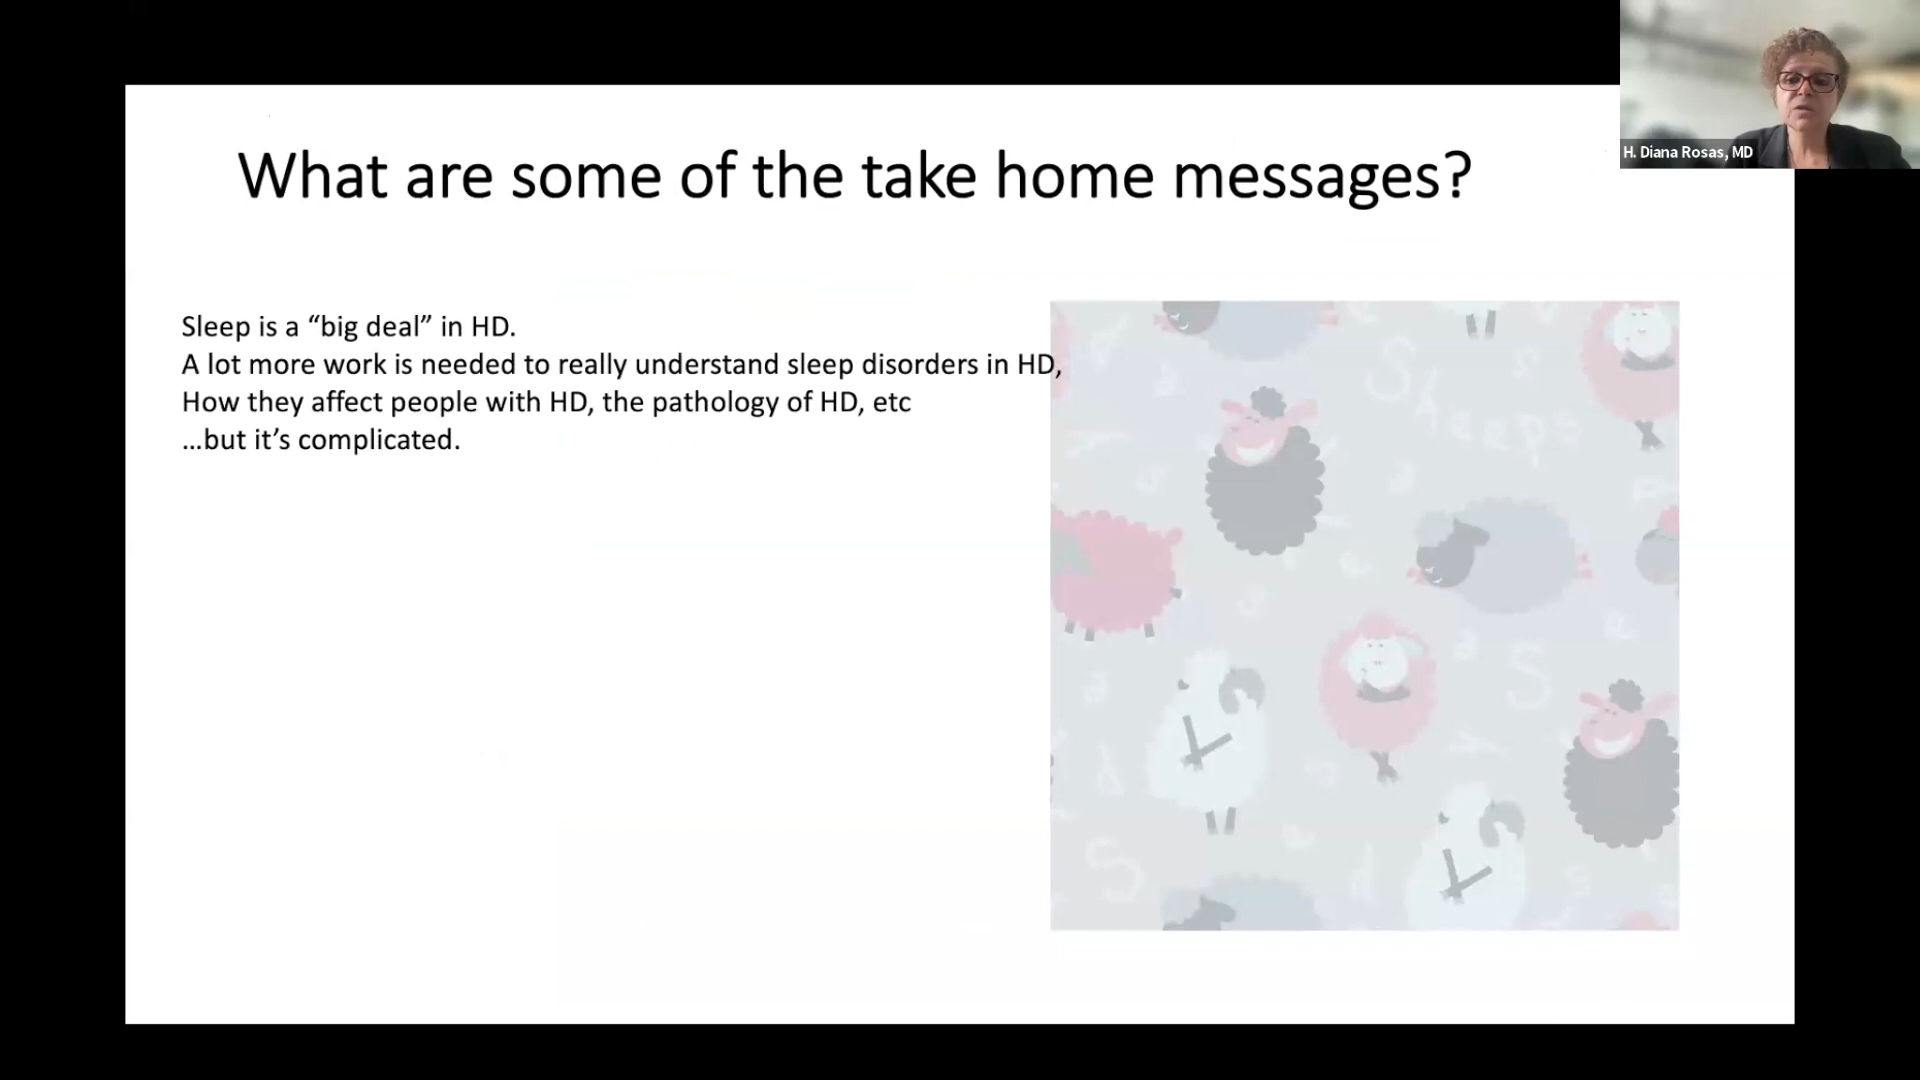 What are some of the take home messages?
H. Diana Rosas, MD
Sleep is a “big deal” in HD.
A lot more work is needed to really understand sleep disorders in HD,
How they affect people with HD, the pathology of HD, etc
…but it’s complicated.
Sheeps
S
S